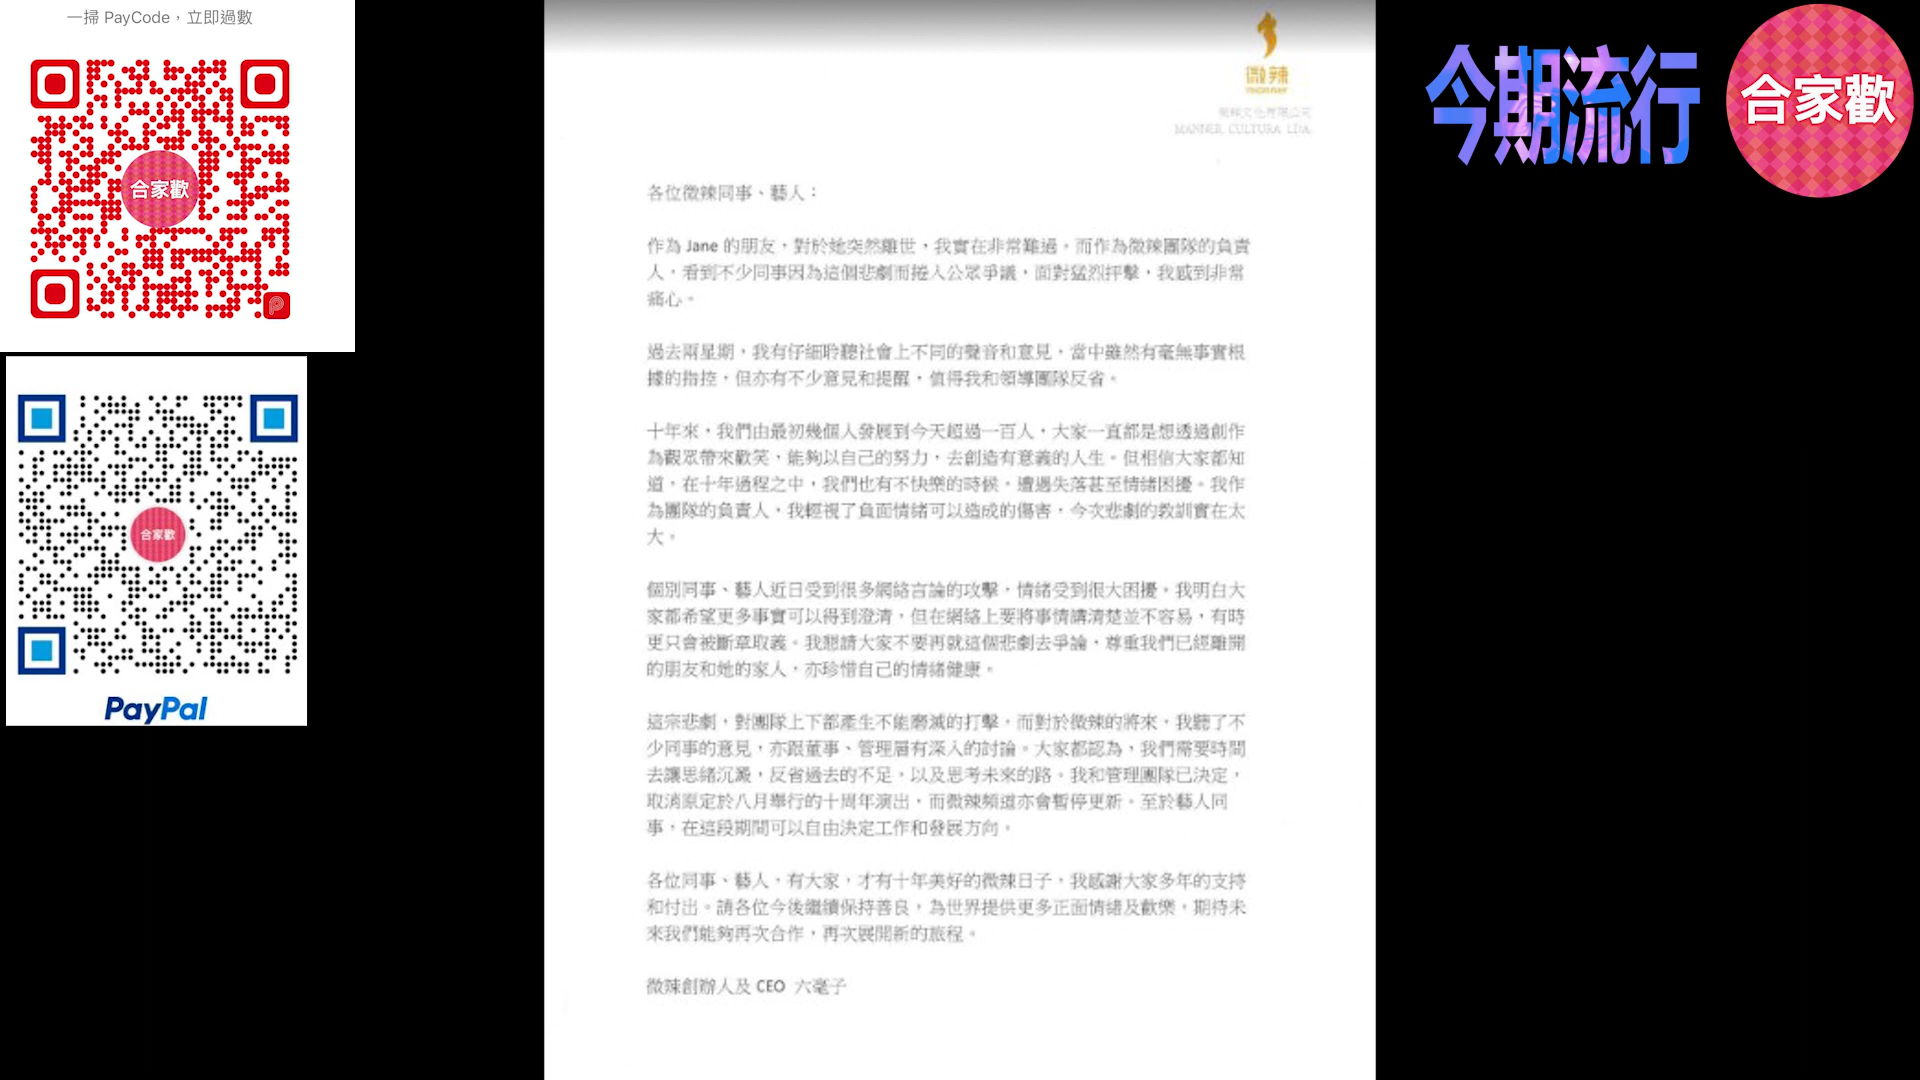 一掃 PayCode，立即過數
合家歡
合家歡
PayPal
今期流行
合家歡
微辣
微辣文化有限公司
MANNER CULTURA LDA.
各位微辣同事、藝人：
作為 Jane 的朋友，對於她突然離世，我實在非常難過，而作為微辣團隊的負責
人，看到不少同事因為這個悲劇而捲入公眾爭議，面對猛烈抨擊，我感到非常
痛心。
過去兩星期，我有仔細聆聽社會上不同的聲音和意見，當中雖然有毫無事實根
據的指控，但亦有不少意見和提醒，值得我和領導團隊反省。
十年來，我們由最初幾個人發展到今天超過一百人，大家一直都是想透過創作
為觀眾帶來歡笑，能夠以自己的努力，去創造有意義的人生。但相信大家都知
道，在十年過程之中，我們也有不快樂的時候，遭遇失落甚至情緒困擾。我作
為團隊的負責人，我輕視了負面情緒可以造成的傷害，今次悲劇的教訓實在太
大。
個別同事、藝人近日受到很多網絡言論的攻擊，情緒受到很大困擾。我明白大
家都希望更多事實可以得到澄清，但在網絡上要將事情講清楚並不容易，有時
更只會被斷章取義。我懇請大家不要再就這個悲劇去爭論，尊重我們已經離開
的朋友和她的家人，亦珍惜自己的情緒健康。
這宗悲劇，對團隊上下都產生不能磨滅的打擊，而對於微辣的將來，我聽了不
少同事的意見，亦跟董事、管理層有深入的討論。大家都認為，我們需要時間
去讓思緒沉澱，反省過去的不足，以及思考未來的路。我和管理團隊已決定，
取消原定於八月舉行的十周年演出，而微辣頻道亦會暫停更新。至於藝人同
事，在這段期間可以自由決定工作和發展方向。
各位同事、藝人，有大家，才有十年美好的微辣日子，我感謝大家多年的支持
和付出。請各位今後繼續保持善良，為世界提供更多正面情緒及歡樂，期待未
來我們能夠再次合作，再次展開新的旅程。
微辣創辦人及 CEO 六毫子